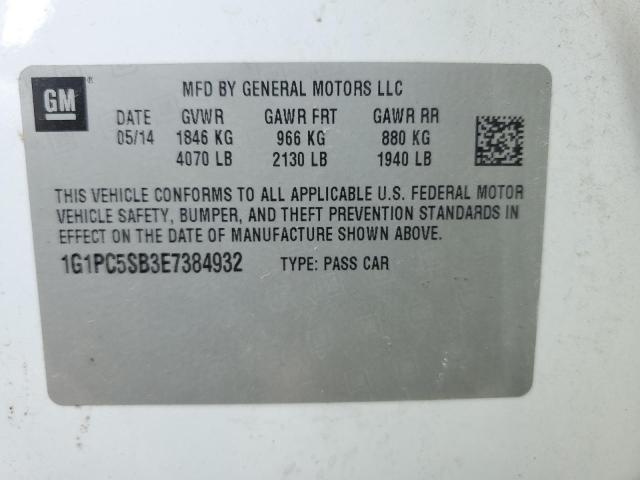 GM®
MFD BY GENERAL MOTORS LLC
DATE GVWR GAWR FRT GAWR RR
05/14 1846 KG 966 KG 880 KG
4070 LB 2130 LB 1940 LB
THIS VEHICLE CONFORMS TO ALL APPLICABLE U.S. FEDERAL MOTOR
VEHICLE SAFETY, BUMPER, AND THEFT PREVENTION STANDARDS IN
EFFECT ON THE DATE OF MANUFACTURE SHOWN ABOVE.
1G1PC5SB3E7384932 TYPE: PASS CAR